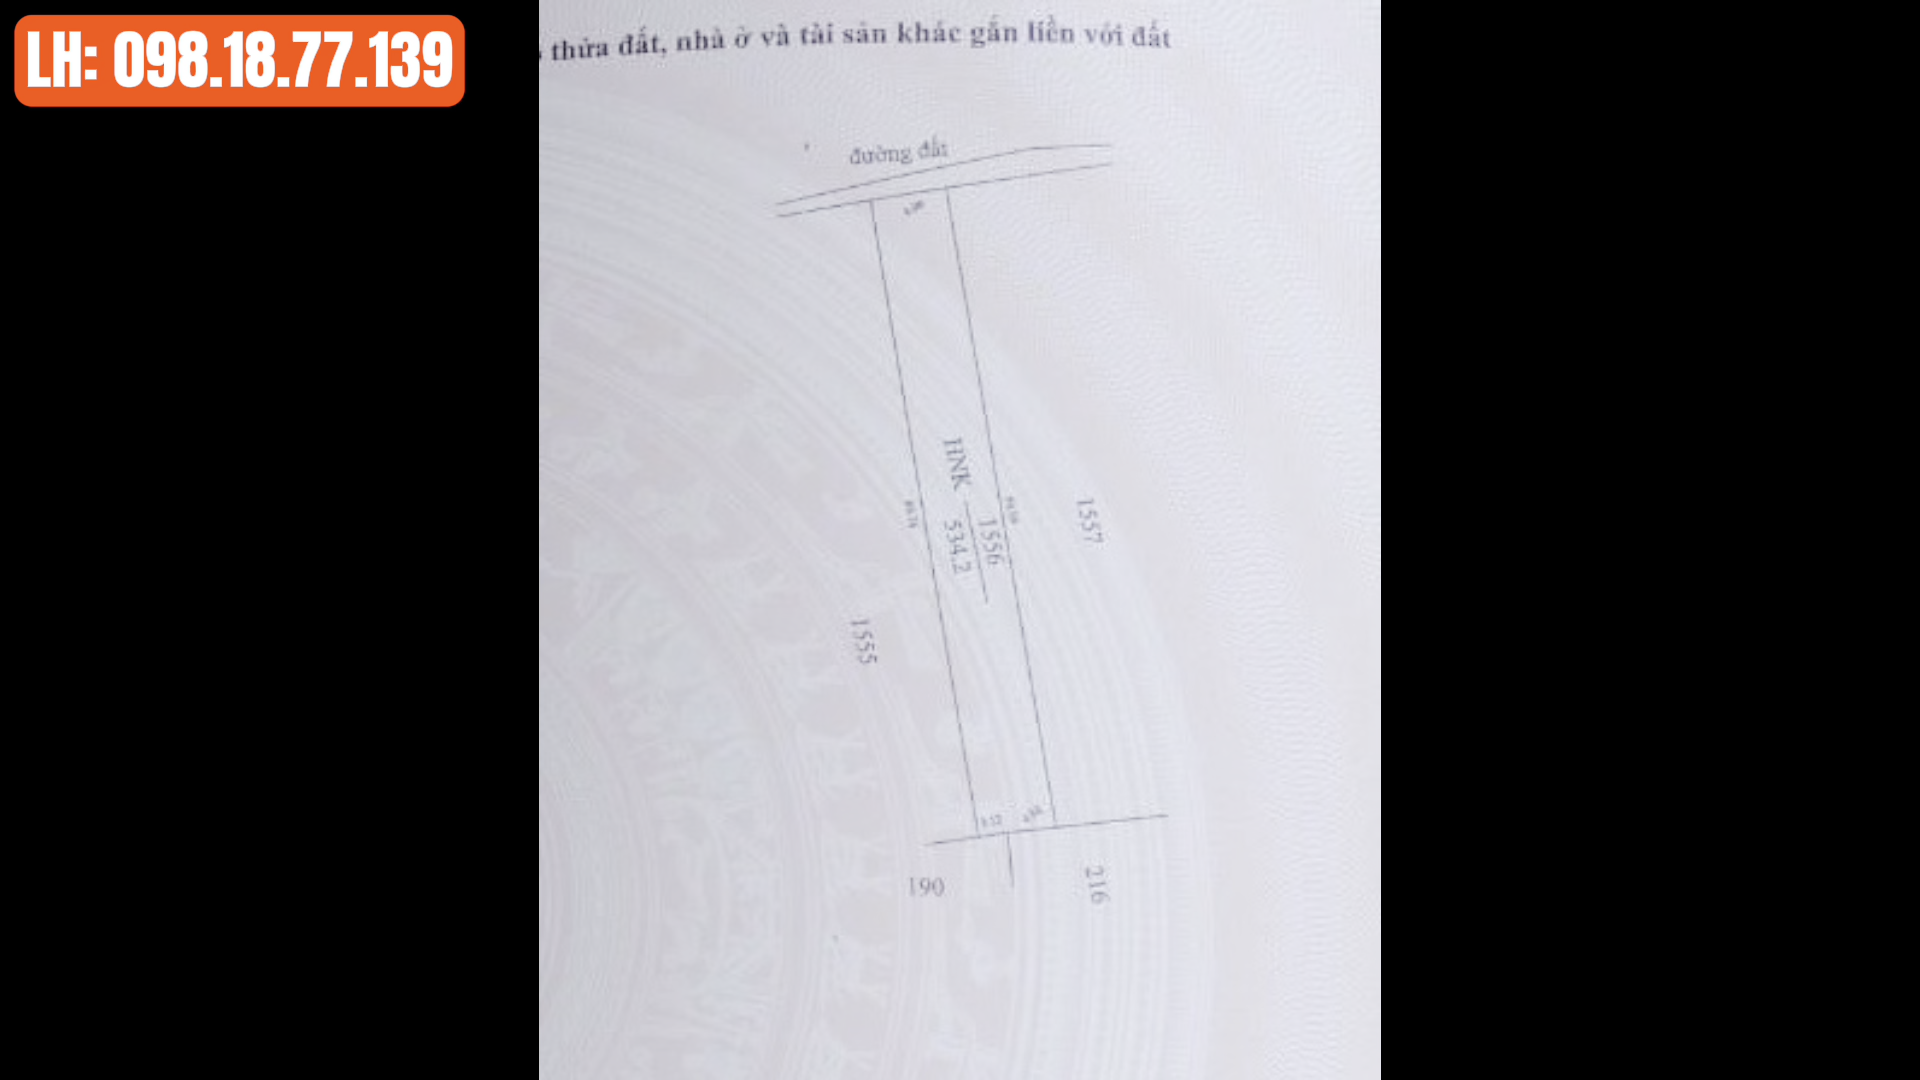 LH: 098.18.77.139
thửa đất, nhà ở và tài sản khác gắn liền với đất
đường đất
HNK
1556
534.2
1557
1555
190
216